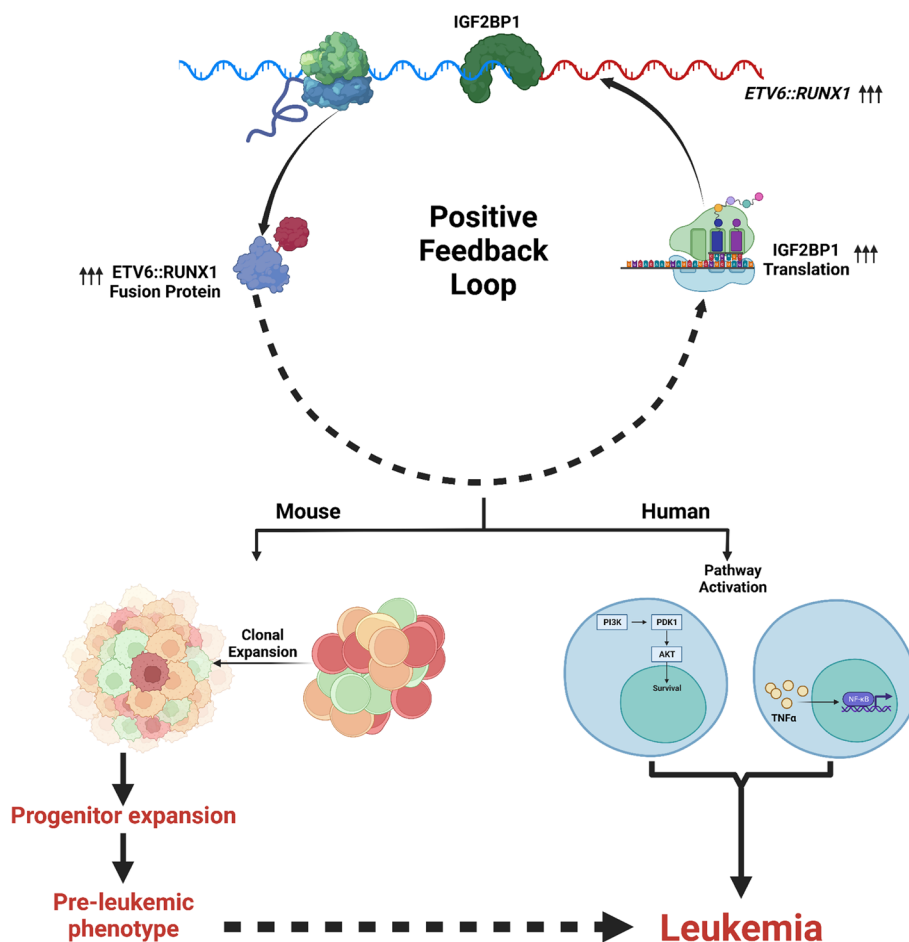 IGF2BP1
ETV6::RUNX1 ↑↑↑
Positive
Feedback
Loop
↑↑↑ ETV6::RUNX1
Fusion Protein
IGF2BP1 ↑↑↑
Translation
Mouse
Human
Pathway
Activation
Clonal
Expansion
PI3K
PDK1
AKT
Survival
TNFα
NF-κB
Progenitor expansion
Pre-leukemic
phenotype
Leukemia